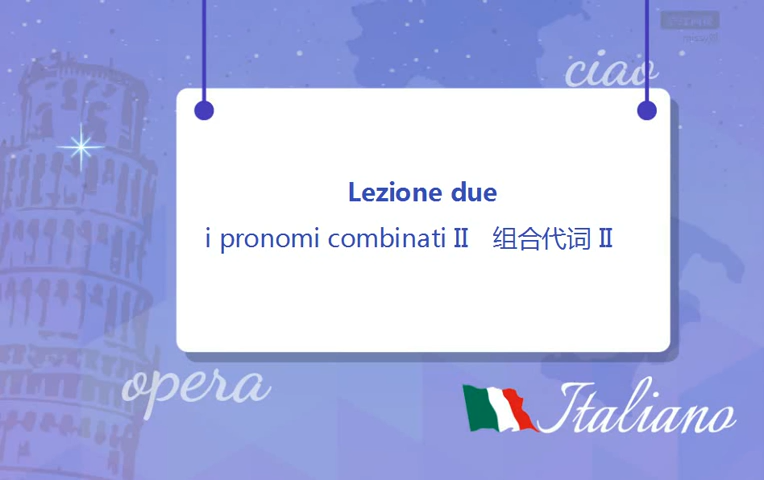 ciao
Lezione due
i pronomi combinati II 组合代词 II
opera
Italiano